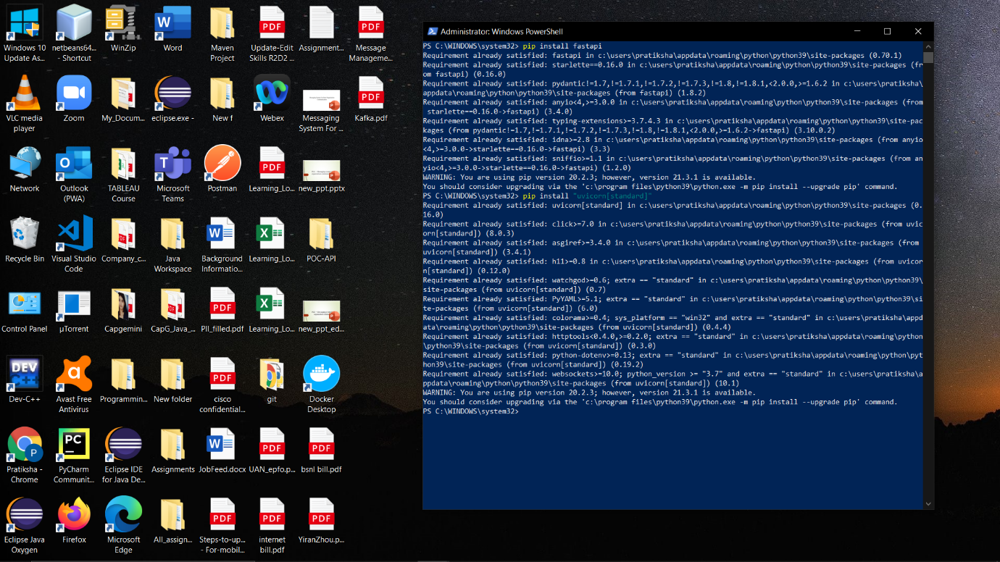 Windows 10
Update As...
netbeans64...
- Shortcut
WinZip
Word
Maven
Project
Update-Edit
Skills R2D2 ...
Assignment...
Message
Manageme...
VLC media
player
Zoom
My_Docum...
eclipse.exe -
New f
Webex
Messaging
System For ...
Kafka.pdf
Network
Outlook
(PWA)
TABLEAU
Course
Microsoft
Teams
Postman
Learning_Lo...
new_ppt.pptx
Recycle Bin
Visual Studio
Code
Company_c...
Java
Workspace
Background
Informatio...
Learning_Lo...
POC-API
Control Panel
µTorrent
Capgemini
CapG_Java_...
PII_filled.pdf
Learning_Lo...
new_ppt_ed...
DEV
C++
Dev-C++
Avast Free
Antivirus
Programmin...
New folder
cisco
confidential...
git
Docker
Desktop
P
Pratiksha -
Chrome
PC
PyCharm
Communit...
Eclipse IDE
for Java De...
Assignments
JobFeed.docx
UAN_epfo.p...
bsnl bill.pdf
Eclipse Java
Oxygen
Firefox
Microsoft
Edge
All_assign...
Steps-to-up...
- For-mobil...
internet
bill.pdf
YiranZhou.p...
Administrator: Windows PowerShell
PS C:\WINDOWS\system32> pip install fastapi
Requirement already satisfied: fastapi in c:\users\pratiksha\appdata\roaming\python\python39\site-packages (0.70.1)
Requirement already satisfied: starlette==0.16.0 in c:\users\pratiksha\appdata\roaming\python\python39\site-packages (fr
om fastapi) (0.16.0)
Requirement already satisfied: pydantic!=1.7,!=1.7.1,!=1.7.2,!=1.7.3,!=1.8,!=1.8.1,<2.0.0,>=1.6.2 in c:\users\pratiksha\
appdata\roaming\python\python39\site-packages (from fastapi) (1.8.2)
Requirement already satisfied: anyio<4,>=3.0.0 in c:\users\pratiksha\appdata\roaming\python\python39\site-packages (from
 starlette==0.16.0->fastapi) (3.4.0)
Requirement already satisfied: typing-extensions>=3.7.4.3 in c:\users\pratiksha\appdata\roaming\python\python39\site-pac
kages (from pydantic!=1.7,!=1.7.1,!=1.7.2,!=1.7.3,!=1.8,!=1.8.1,<2.0.0,>=1.6.2->fastapi) (3.10.0.2)
Requirement already satisfied: idna>=2.8 in c:\users\pratiksha\appdata\roaming\python\python39\site-packages (from anyio
<4,>=3.0.0->starlette==0.16.0->fastapi) (3.3)
Requirement already satisfied: sniffio>=1.1 in c:\users\pratiksha\appdata\roaming\python\python39\site-packages (from an
yio<4,>=3.0.0->starlette==0.16.0->fastapi) (1.2.0)
WARNING: You are using pip version 20.2.3; however, version 21.3.1 is available.
You should consider upgrading via the 'c:\program files\python39\python.exe -m pip install --upgrade pip' command.
PS C:\WINDOWS\system32> pip install "uvicorn[standard]"
Requirement already satisfied: uvicorn[standard] in c:\users\pratiksha\appdata\roaming\python\python39\site-packages (0.
16.0)
Requirement already satisfied: click>=7.0 in c:\users\pratiksha\appdata\roaming\python\python39\site-packages (from uvic
orn[standard]) (8.0.3)
Requirement already satisfied: asgiref>=3.4.0 in c:\users\pratiksha\appdata\roaming\python\python39\site-packages (from
uvicorn[standard]) (3.4.1)
Requirement already satisfied: h11>=0.8 in c:\users\pratiksha\appdata\roaming\python\python39\site-packages (from uvicor
n[standard]) (0.12.0)
Requirement already satisfied: watchgod>=0.6; extra == "standard" in c:\users\pratiksha\appdata\roaming\python\python39\
site-packages (from uvicorn[standard]) (0.7)
Requirement already satisfied: PyYAML>=5.1; extra == "standard" in c:\users\pratiksha\appdata\roaming\python\python39\si
te-packages (from uvicorn[standard]) (6.0)
Requirement already satisfied: colorama>=0.4; sys_platform == "win32" and extra == "standard" in c:\users\pratiksha\appd
ata\roaming\python\python39\site-packages (from uvicorn[standard]) (0.4.4)
Requirement already satisfied: httptools<0.4.0,>=0.2.0; extra == "standard" in c:\users\pratiksha\appdata\roaming\python
\python39\site-packages (from uvicorn[standard]) (0.3.0)
Requirement already satisfied: python-dotenv>=0.13; extra == "standard" in c:\users\pratiksha\appdata\roaming\python\pyt
hon39\site-packages (from uvicorn[standard]) (0.19.2)
Requirement already satisfied: websockets>=10.0; python_version >= "3.7" and extra == "standard" in c:\users\pratiksha\a
ppdata\roaming\python\python39\site-packages (from uvicorn[standard]) (10.1)
WARNING: You are using pip version 20.2.3; however, version 21.3.1 is available.
You should consider upgrading via the 'c:\program files\python39\python.exe -m pip install --upgrade pip' command.
PS C:\WINDOWS\system32>